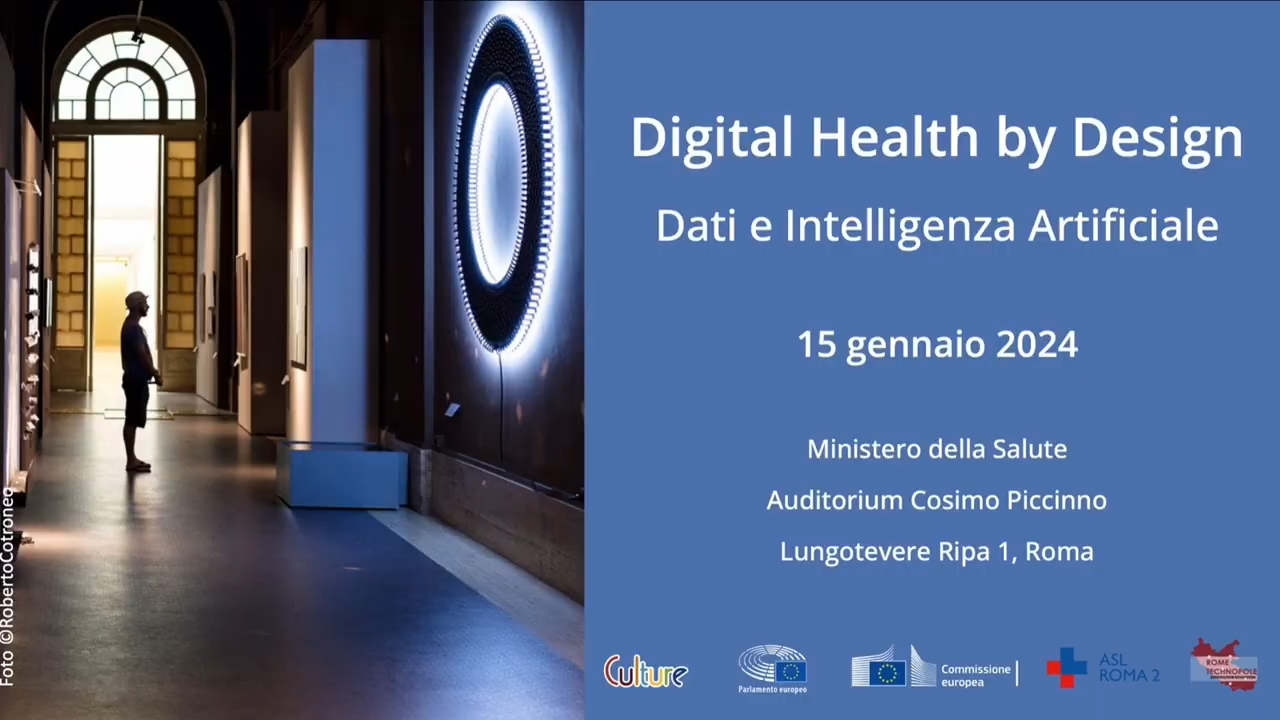 Digital Health by Design
Dati e Intelligenza Artificiale
15 gennaio 2024
Ministero della Salute
Auditorium Cosimo Piccinno
Lungotevere Ripa 1, Roma
Foto ©RobertoCotroneo
Culture
Parlamento europeo
Commissione
europea
ASL
ROMA 2
ROME
TECHNOPOLE